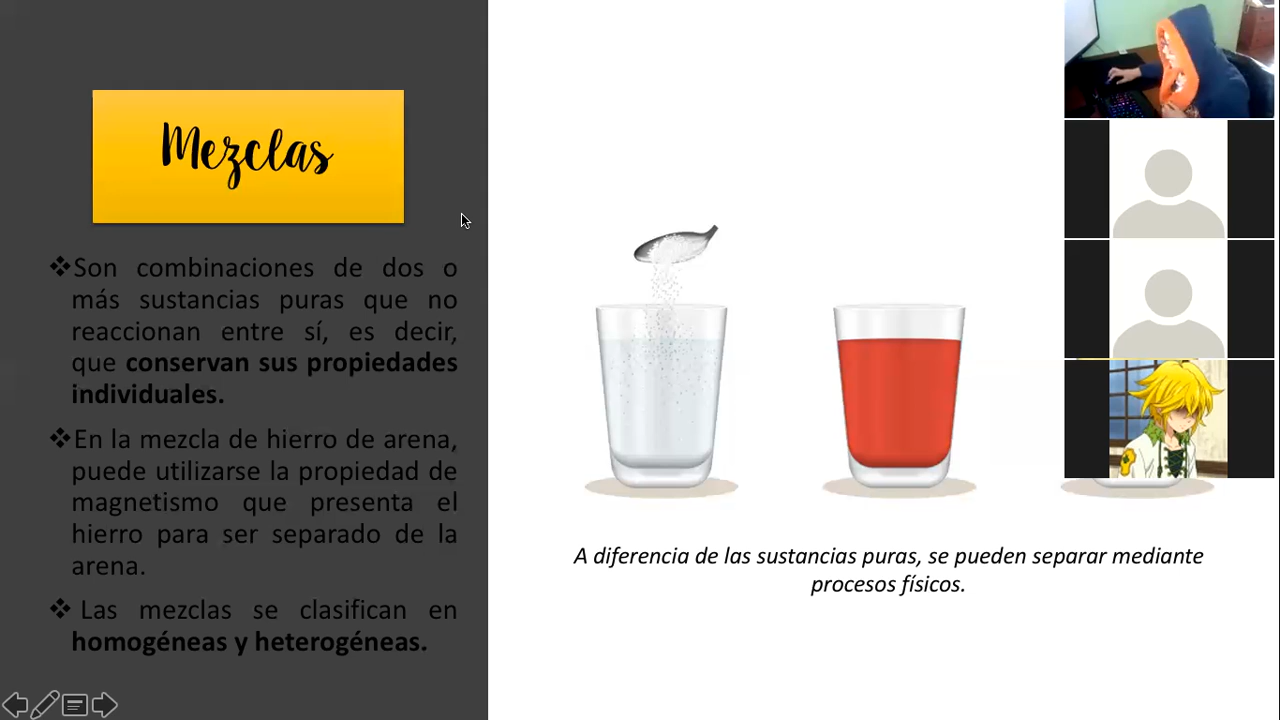 Mezclas
❖Son combinaciones de dos o
más sustancias puras que no
reaccionan entre sí, es decir,
que conservan sus propiedades
individuales.
❖En la mezcla de hierro de arena,
puede utilizarse la propiedad de
magnetismo que presenta el
hierro para ser separado de la
arena.
❖ Las mezclas se clasifican en
homogéneas y heterogéneas.
A diferencia de las sustancias puras, se pueden separar mediante
procesos físicos.